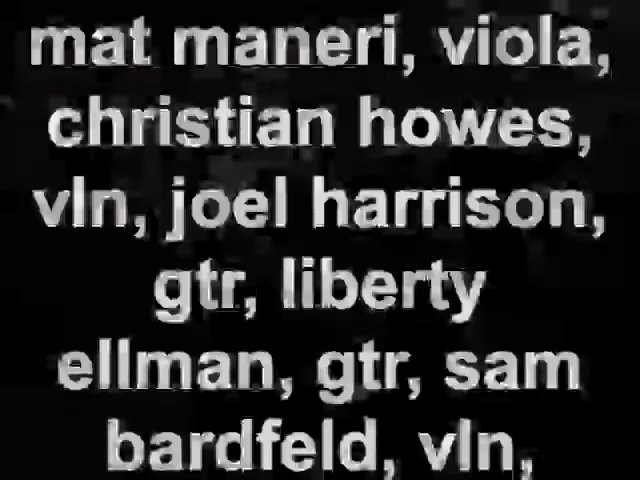 mat maneri, viola,
christian howes,
vln, joel harrison,
gtr, liberty
ellman, gtr, sam
bardfeld, vln,